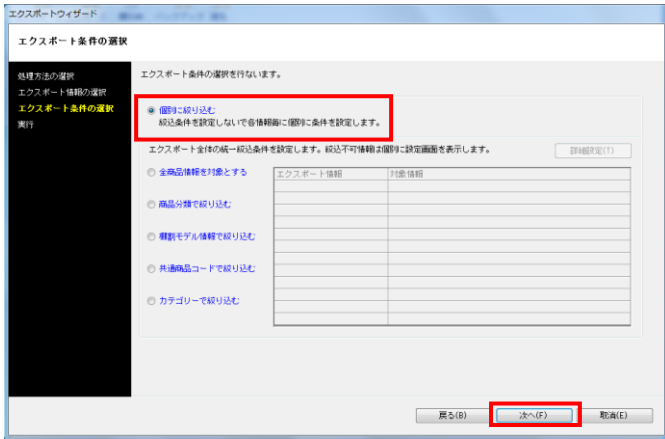 エクスポートウィザード
エクスポート条件の選択
処理方法の選択
エクスポート情報の選択
エクスポート条件の選択
実行
エクスポート条件の選択を行ないます。
個別に絞り込む
絞込条件を設定しないで各情報毎に個別に条件を設定します。
エクスポート全体の統一絞込条件を設定します。絞込不可情報は個別に設定画面を表示します。
詳細設定(T)
全商品情報を対象とする
エクスポート情報 対象情報
商品分類で絞り込む
棚割モデル情報で絞り込む
共通商品コードで絞り込む
カテゴリーで絞り込む
戻る(B) 次へ(F) 取消(E)